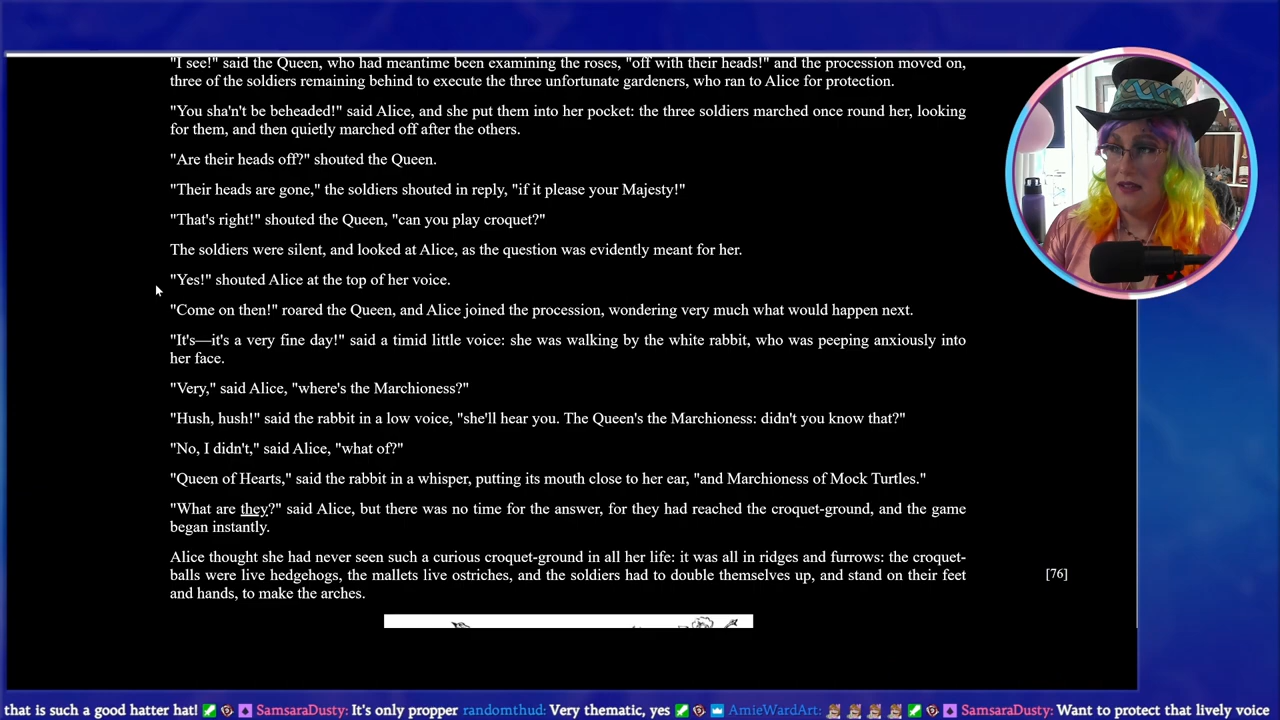 "I see!" said the Queen, who had meantime been examining the roses, "off with their heads!" and the procession moved on,
three of the soldiers remaining behind to execute the three unfortunate gardeners, who ran to Alice for protection.
"You sha'n't be beheaded!" said Alice, and she put them into her pocket: the three soldiers marched once round her, looking
for them, and then quietly marched off after the others.
"Are their heads off?" shouted the Queen.
"Their heads are gone," the soldiers shouted in reply, "if it please your Majesty!"
"That's right!" shouted the Queen, "can you play croquet?"
The soldiers were silent, and looked at Alice, as the question was evidently meant for her.
"Yes!" shouted Alice at the top of her voice.
"Come on then!" roared the Queen, and Alice joined the procession, wondering very much what would happen next.
"It's—it's a very fine day!" said a timid little voice: she was walking by the white rabbit, who was peeping anxiously into
her face.
"Very," said Alice, "where's the Marchioness?"
"Hush, hush!" said the rabbit in a low voice, "she'll hear you. The Queen's the Marchioness: didn't you know that?"
"No, I didn't," said Alice, "what of?"
"Queen of Hearts," said the rabbit in a whisper, putting its mouth close to her ear, "and Marchioness of Mock Turtles."
"What are they?" said Alice, but there was no time for the answer, for they had reached the croquet-ground, and the game
began instantly.
Alice thought she had never seen such a curious croquet-ground in all her life: it was all in ridges and furrows: the croquet-
balls were live hedgehogs, the mallets live ostriches, and the soldiers had to double themselves up, and stand on their feet
[76]
and hands, to make the arches.
that is such a good hatter hat! SamsaraDusty: It's only propper randomthud: Very thematic, yes AmieWardArt: SamsaraDusty: Want to protect that lively voice